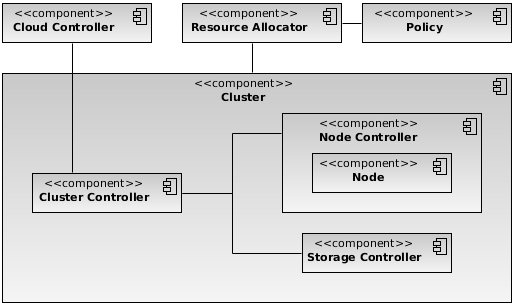 <<component>>
Cloud Controller
<<component>>
Resource Allocator
<<component>>
Policy
<<component>>
Cluster
<<component>>
Node Controller
<<component>>
Node
<<component>>
Cluster Controller
<<component>>
Storage Controller